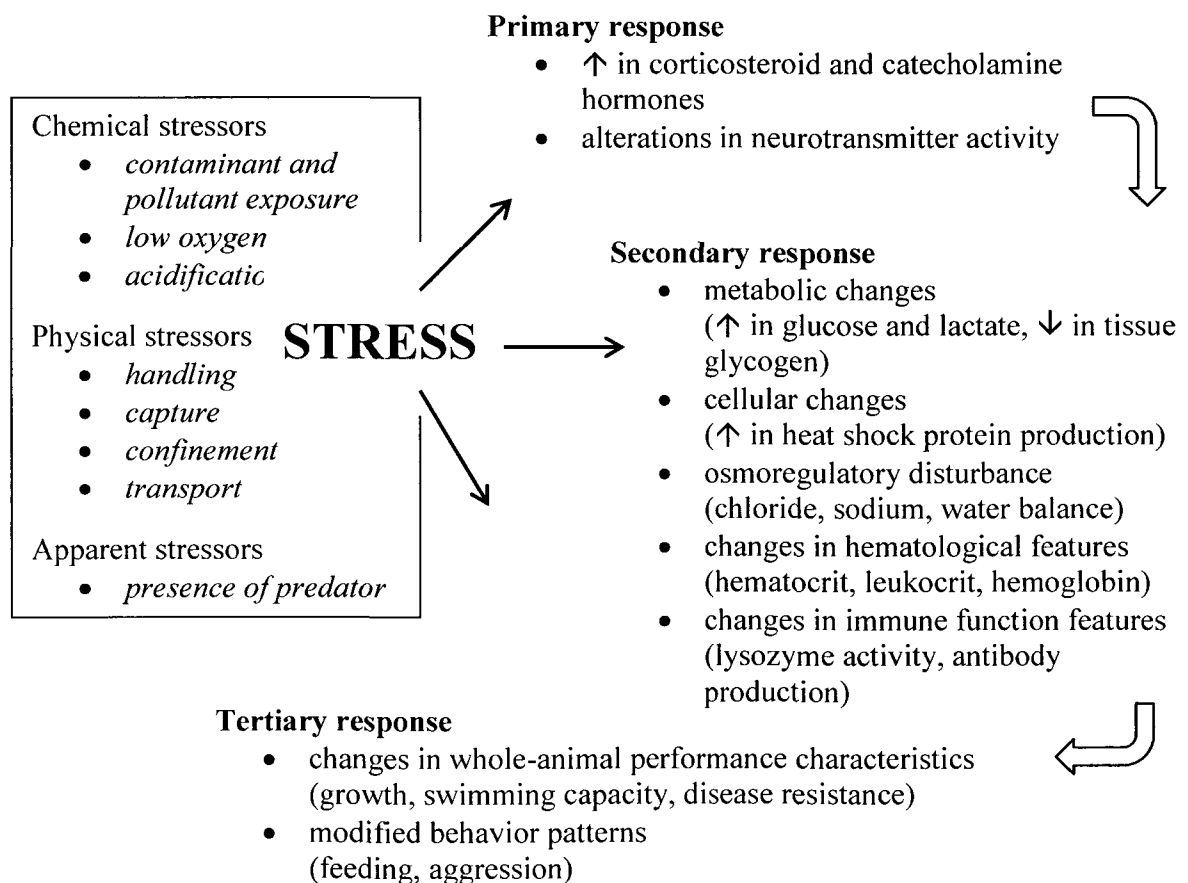 Primary response
• ↑ in corticosteroid and catecholamine
hormones
• alterations in neurotransmitter activity
Chemical stressors
• contaminant and
pollutant exposure
• low oxygen
• acidificatio
Physical stressors
• handling
• capture
• confinement
• transport
Apparent stressors
• presence of predator
STRESS
Secondary response
• metabolic changes
(↑ in glucose and lactate, ↓ in tissue
glycogen)
• cellular changes
(↑ in heat shock protein production)
• osmoregulatory disturbance
(chloride, sodium, water balance)
• changes in hematological features
(hematocrit, leukocrit, hemoglobin)
• changes in immune function features
(lysozyme activity, antibody
production)
Tertiary response
• changes in whole-animal performance characteristics
(growth, swimming capacity, disease resistance)
• modified behavior patterns
(feeding, aggression)